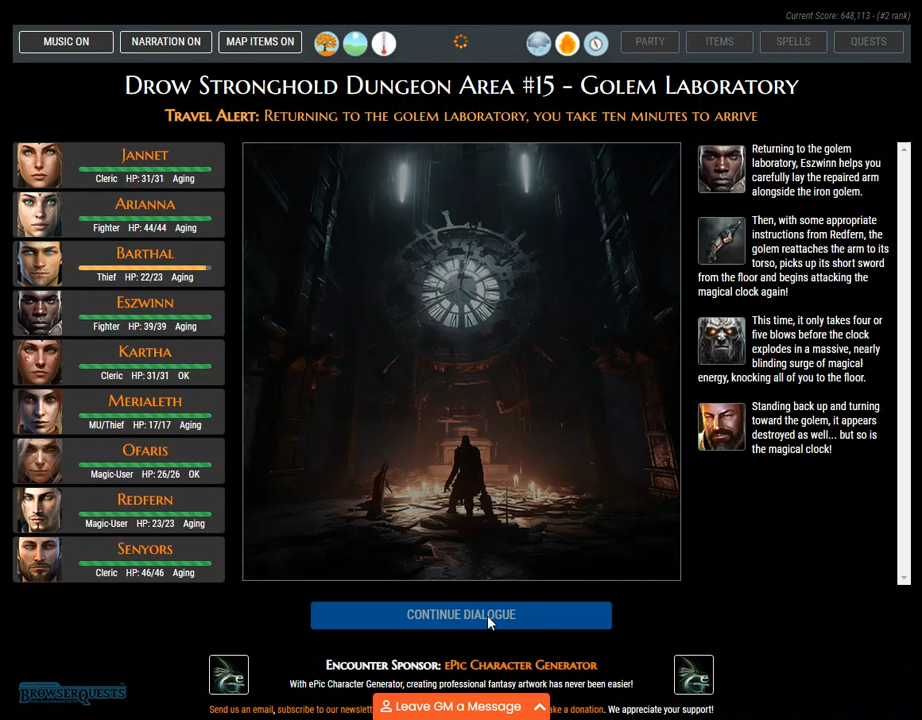 Current Score: 648,113 - (#2 rank)
MUSIC ON
NARRATION ON
MAP ITEMS ON
PARTY
ITEMS
SPELLS
QUESTS
Drow Stronghold Dungeon Area #15 - Golem Laboratory
Travel Alert: Returning to the golem laboratory, you take ten minutes to arrive
Jannet
Cleric HP: 31/31 Aging
Arianna
Fighter HP: 44/44 Aging
Barthal
Thief HP: 22/23 Aging
Eszwinn
Fighter HP: 39/39 Aging
Kartha
Cleric HP: 31/31 OK
Merialeth
MU/Thief HP: 17/17 Aging
Ofaris
Magic-User HP: 26/26 OK
Redfern
Magic-User HP: 23/23 Aging
Senyors
Cleric HP: 46/46 Aging
Returning to the golem
laboratory, Eszwinn helps you
carefully lay the repaired arm
alongside the iron golem.
Then, with some appropriate
instructions from Redfern, the
golem reattaches the arm to its
torso, picks up its short sword
from the floor and begins attacking the
magical clock again!
This time, it only takes four or
five blows before the clock
explodes in a massive, nearly
blinding surge of magical
energy, knocking all of you to the floor.
Standing back up and turning
toward the golem, it appears
destroyed as well... but so is
the magical clock!
CONTINUE DIALOGUE
Encounter Sponsor: ePic Character Generator
With ePic Character Generator, creating professional fantasy artwork has never been easier!
BrowserQuests
Send us an email, subscribe to our newslett
ake a donation. We appreciate your support!
Leave GM a Message